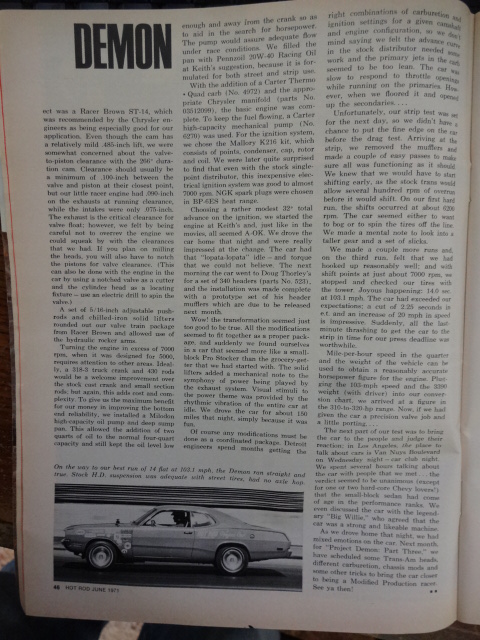 DEMON
ect was a Racer Brown ST-14, which
was recommended by the Chrysler en-
gineers as being especially good for our
application. Even though the cam has
a relatively mild .485-inch lift, we were
somewhat concerned about the valve-
to-piston clearance with the 286° dura-
tion cam. Clearance should usually be
a minimum of .100-inch between the
valve and piston at their closest point,
but our little racer engine had .200-inch
on the exhausts at running clearance,
while the intakes were only .075-inch.
The exhaust is the critical clearance for
valve float; however, we felt by being
careful not to overrev the engine we
could squeak by with the clearances
that we had. If you plan on milling
the heads, you will also have to notch
the pistons for valve clearance. (This
can also be done with the engine in the
car by using a notched valve as a cutter
and the cylinder head as a locating
fixture – use an electric drill to spin the
valve.)
A set of 5/16-inch adjustable push-
rods and chilled-iron solid lifters
rounded out our valve train package
from Racer Brown and allowed use of
the hydraulic rocker arms.
Turning the engine in excess of 7000
rpm, when it was designed for 5000,
requires attention to other areas. Ideal-
ly, a 318-3 truck crank and 430 rods
would be a welcome improvement over
the stock cast crank and small section
rods; but again, this adds cost and com-
plexity. To give us the maximum benefit
for our money in improving the bottom
end reliability, we installed a Milodon
high-capacity oil pump and deep sump
pan. This allowed the addition of two
quarts of oil to the normal four-quart
capacity and still kept the oil level low
enough and away from the crank so as
to aid in the search for horsepower.
The pump would assure adequate flow
under race conditions. We filled the
pan with Pennzoil 20W-40 Racing Oil
at Keith's suggestion, because it is for-
mulated for both street and strip use.
With the addition of a Carter Thermo
Quad carb (No. 4972) and the appro-
priate Chrysler manifold (parts No.
03512008), the basic engine was com-
plete. To keep the fuel flowing, a Carter
high-capacity mechanical pump (No.
6270) was used. For the ignition system,
we chose the Mallory K216 kit, which
consists of points, condenser, cap, rotor
and coil. We were later quite surprised
to find that even with the stock single-
point distributor, this inexpensive elec-
trical ignition system was good to almost
7000 rpm. NGK spark plugs were chosen
in BP-6ES heat range.
Choosing a rather modest 32° total
advance on the ignition, we started the
engine at Keith's and, just like in the
movies, all seemed A-OK. We drove the
car home that night and were really
impressed at the change. The car had
that "lopata-lopata" idle – and torque
that we could not believe. The next
morning the car went to Doug Thorley's
for a set of 340 headers (parts No. 523),
and the installation was made complete
with a prototype set of his header
mufflers which are due to be released
next month.
Wow! the transformation seemed just
too good to be true. All the modifications
seemed to fit together as a proper pack-
age, and suddenly we found ourselves
in a car that seemed more like a small-
block Pro Stocker than the grocery-get-
ter that we had started with. The solid
lifters added a mechanical note to the
symphony of power being played by
the exhaust system. Visual stimuli to
the power theme was provided by the
rhythmic vibration of the entire car at
idle. We drove the car for about 150
miles that night, simply because it was
fun.
Of course any modifications must be
done as a coordinated package. Detroit
engineers spend months getting the
right combinations of carburetion and
ignition settings for a given camshaft
and engine configuration, so we don't
mind saying we felt the advance curve
in the stock distributor needed some
work and the primary jets in the carb
seemed to be too lean. The car was
slow to respond to throttle opening
while running on the primaries. How-
ever, when we floored it and opened
up the secondaries . . . .
Unfortunately, our strip test was set
for the next day, so we didn't have a
chance to put the fine edge on the car
before the drag test. Arriving at the
strip, we removed the mufflers and
made a couple of easy passes to make
sure all was functioning as it should.
We knew that we would have to start
shifting early, as the stock trans would
allow several hundred rpm of overrun
before it would shift. On our first hard
run, the shifts occurred at about 6200
rpm. The car seemed either to want
to bog or to spin the tires off the line.
We made a mental note to look into a
taller gear and a set of slicks.
We made a couple more runs and,
on the third run, felt that we had
hooked up reasonably well; and with
shift points at just about 7000 rpm, we
stopped and checked our times with
the tower. Joyous happening: 14.0 sec.
at 103.1 mph. The car had exceeded our
expectations; a cut of 2.25 seconds in
e.t. and an increase of 20 mph in speed
is impressive. Suddenly, all the last-
minute thrashing to get the car to the
strip in time for our press deadline was
worthwhile.
Mile-per-hour speed in the quarter
and the weight of the vehicle can be
used to obtain a reasonably accurate
horsepower figure for the engine. Plug-
ging the 103-mph speed and the 3200
weight (with driver) into our conver-
sion chart, we arrived at a figure in
the 310-to-320-hp range. Now, if we had
given the car a precision valve job and
a little porting . . . .
The next part of our test was to bring
the car to the people and judge their
reaction; in Los Angeles, the place to
talk about cars is Van Nuys Boulevard
on Wednesday night – car club night.
We spent several hours talking about
the car with people that we met . . . the
verdict seemed to be unanimous (except
for one or two hard-core Chevy lovers!)
that the small-block sedan had come
of age in the performance ranks. We
even discussed the car with the legend-
ary "Big Willie," who agreed that the
car was a strong and likeable machine.
As we drove home that night, we had
mixed emotions on the car. Next month,
for "Project Demon: Part Three," we
have scheduled some Trans-Am heads,
different carburetion, chassis mods and
some other tricks to bring the car closer
to being a Modified Production racer.
See ya then!
On the way to our best run of 14 flat at 103.1 mph, the Demon ran straight and
true. Stock H.D. suspension was adequate with street tires, had no axle hop.
46 HOT ROD JUNE 1971